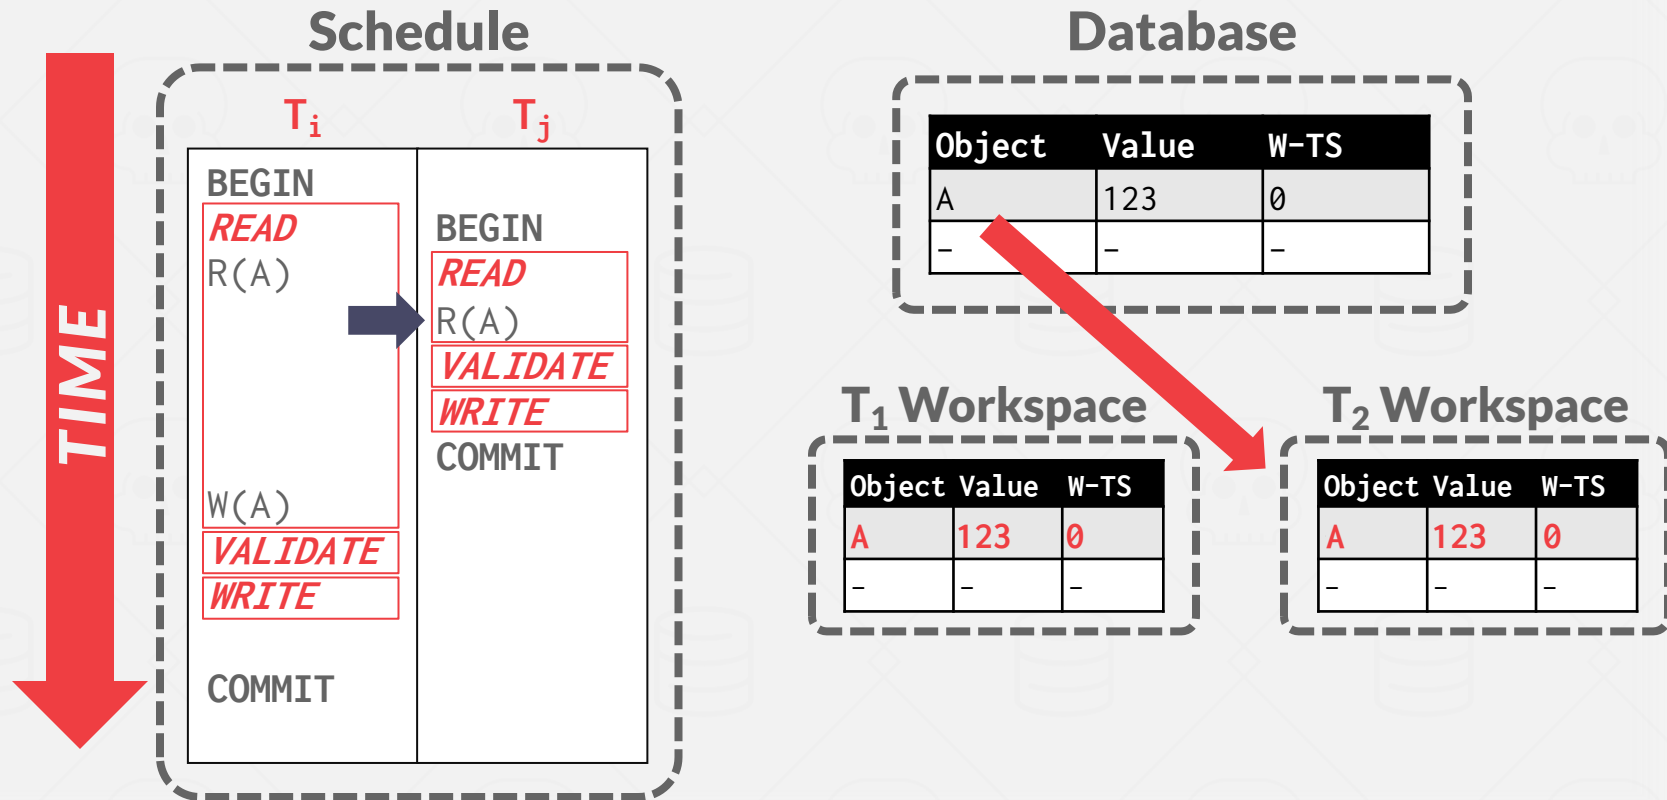 Schedule
TIME
Ti Tj
BEGIN
READ
R(A)
W(A)
VALIDATE
WRITE
COMMIT
BEGIN
READ
R(A)
VALIDATE
WRITE
COMMIT
Database
Object Value W-TS
A 123 0
– – –
T1 Workspace
Object Value W-TS
A 123 0
– – –
T2 Workspace
Object Value W-TS
A 123 0
– – –